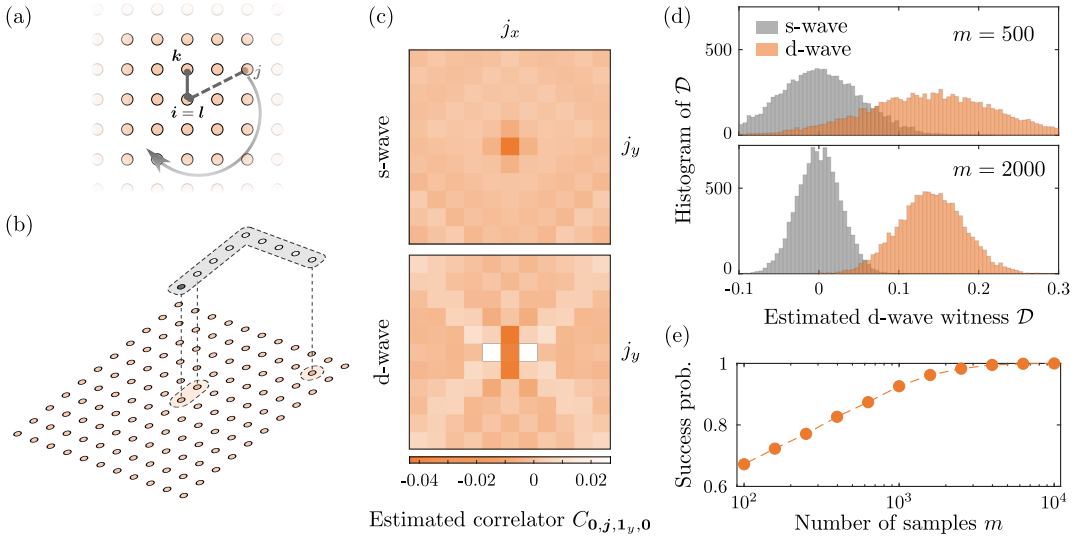 (a)
k
j
i = l
(b)
(c)
j_x
s-wave
j_y
d-wave
j_y
-0.04
-0.02
0
0.02
Estimated correlator C_{0,j,1_y,0}
(d)
s-wave
d-wave
m = 500
500
0
m = 2000
500
0
Histogram of 𝒟
-0.1
0
0.1
0.2
0.3
Estimated d-wave witness 𝒟
(e)
1
0.8
0.6
Success prob.
10^2
10^3
10^4
Number of samples m